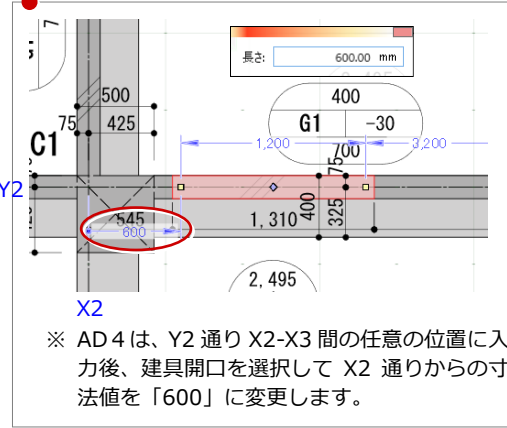 長さ: 600.00 mm
7
500
75 425
C1
400
G1 -30
700
1,200 3,200
75
Y2
545
600
1,310
400
325
2,495
X2
※ AD4は、Y2 通り X2-X3 間の任意の位置に入
力後、建具開口を選択して X2 通りからの寸
法値を「600」に変更します。